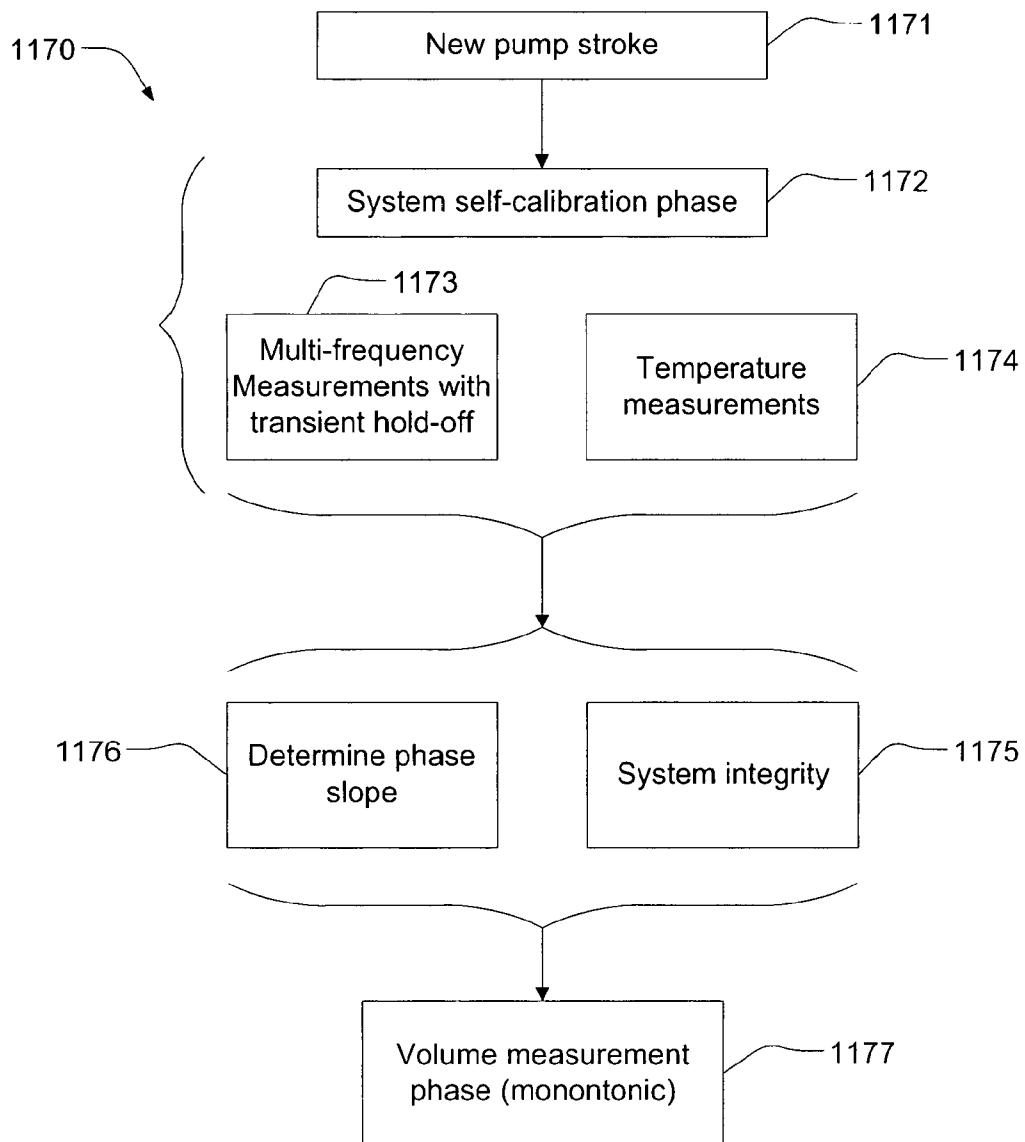 1170
New pump stroke
1171
System self-calibration phase
1172
1173
Multi-frequency
Measurements with
transient hold-off
Temperature
measurements
1174
1176
Determine phase
slope
System integrity
1175
Volume measurement
phase (monontonic)
1177